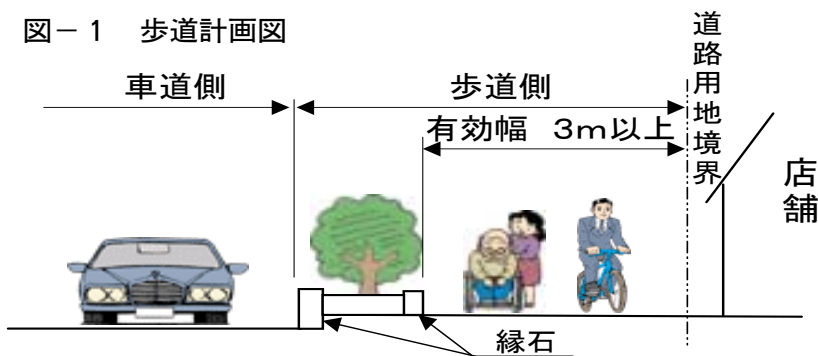 図－1　歩道計画図
車道側
歩道側
有効幅　3m以上
道路用地境界
店舗
縁石